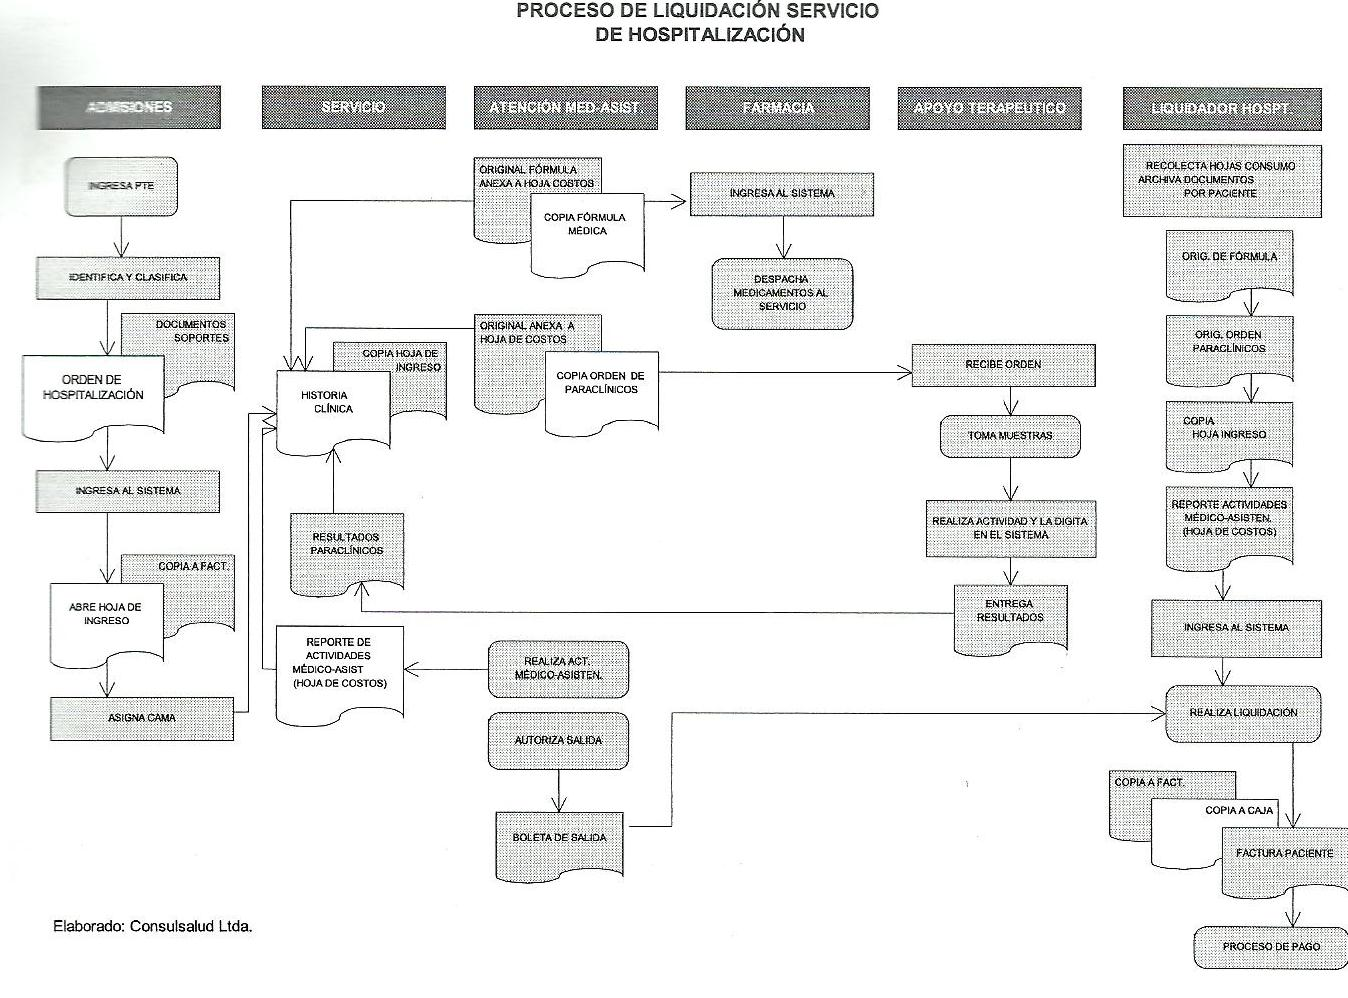 PROCESO DE LIQUIDACIÓN SERVICIO
DE HOSPITALIZACIÓN
ADMISIONES
SERVICIO
ATENCIÓN MED.ASIST
FARMACIA
APOYO TERAPEUTICO
LIQUIDADOR HOSPT.
INGRESA PTE
IDENTIFICA Y CLASIFICA
DOCUMENTOS
SOPORTES
ORDEN DE
HOSPITALIZACIÓN
INGRESA AL SISTEMA
COPIA A FACT.
ABRE HOJA DE
INGRESO
ASIGNA CAMA
COPIA HOJA DE
INGRESO
HISTORIA
CLÍNICA
RESULTADOS
PARACLÍNICOS
REPORTE DE
ACTIVIDADES
MÉDICO-ASIST
(HOJA DE COSTOS)
ORIGINAL FÓRMULA
ANEXA A HOJA COSTOS
COPIA FÓRMULA
MÉDICA
ORIGINAL ANEXA A
HOJA DE COSTOS
COPIA ORDEN DE
PARACLÍNICOS
REALIZA ACT.
MÉDICO-ASISTEN.
AUTORIZA SALIDA
BOLETA DE SALIDA
INGRESA AL SISTEMA
DESPACHA
MEDICAMENTOS AL
SERVICIO
RECIBE ORDEN
TOMA MUESTRAS
REALIZA ACTIVIDAD Y LA DIGITA
EN EL SISTEMA
ENTREGA
RESULTADOS
RECOLECTA HOJAS CONSUMO
ARCHIVA DOCUMENTOS
POR PACIENTE
ORIG. DE FÓRMULA
ORIG. ORDEN
PARACLÍNICOS
COPIA
HOJA INGRESO
REPORTE ACTIVIDADES
MÉDICO-ASISTEN.
(HOJA DE COSTOS)
INGRESA AL SISTEMA
REALIZA LIQUIDACION
COPIA A FACT.
COPIA A CAJA
FACTURA PACIENTE
PROCESO DE PAGO
Elaborado: Consulsalud Ltda.